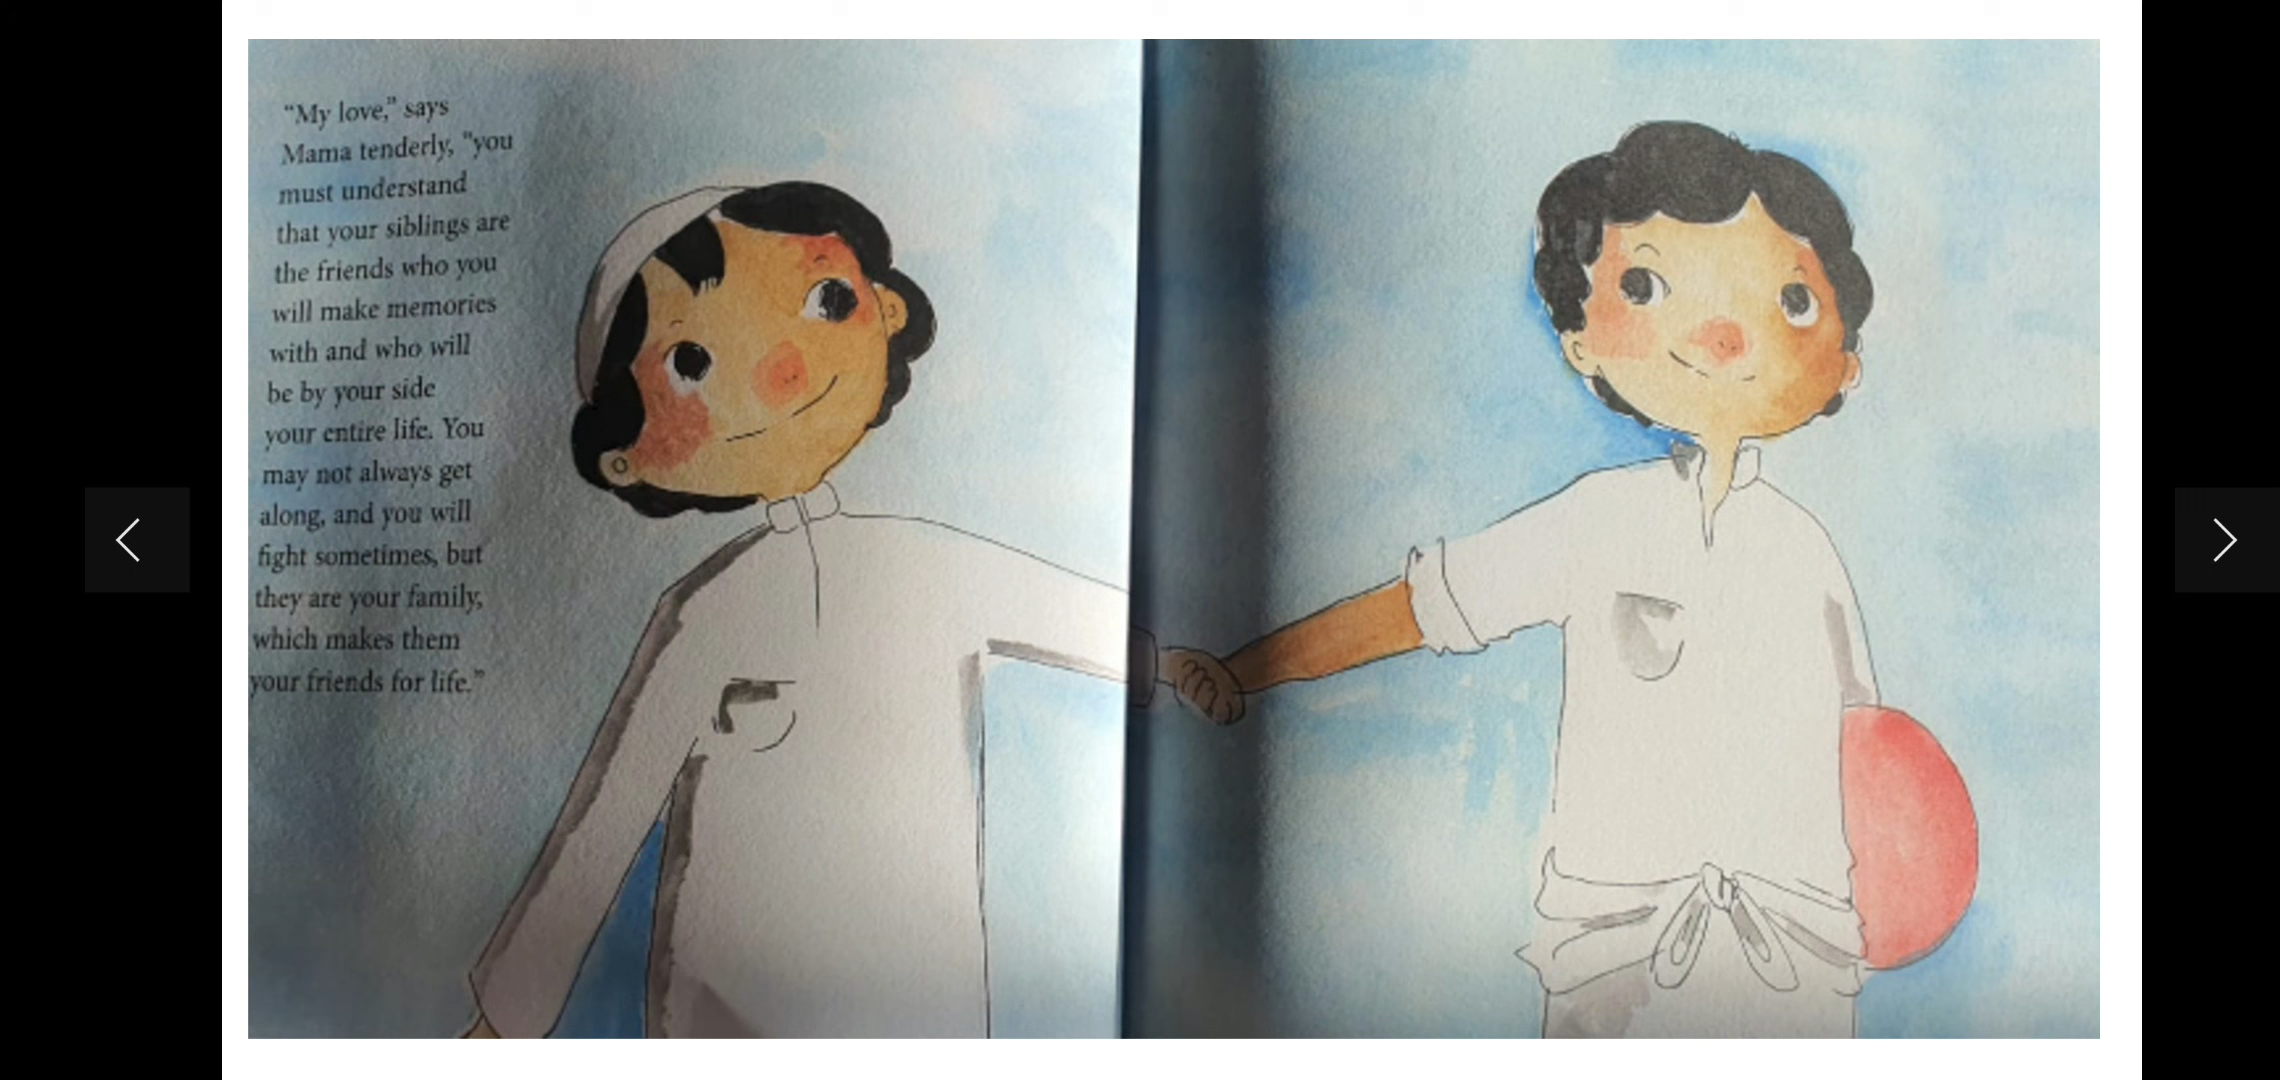 “My love,” says
Mama tenderly, “you
must understand
that your siblings are
the friends who you
will make memories
with and who will
be by your side
your entire life. You
may not always get
along, and you will
fight sometimes, but
they are your family,
which makes them
your friends for life.”